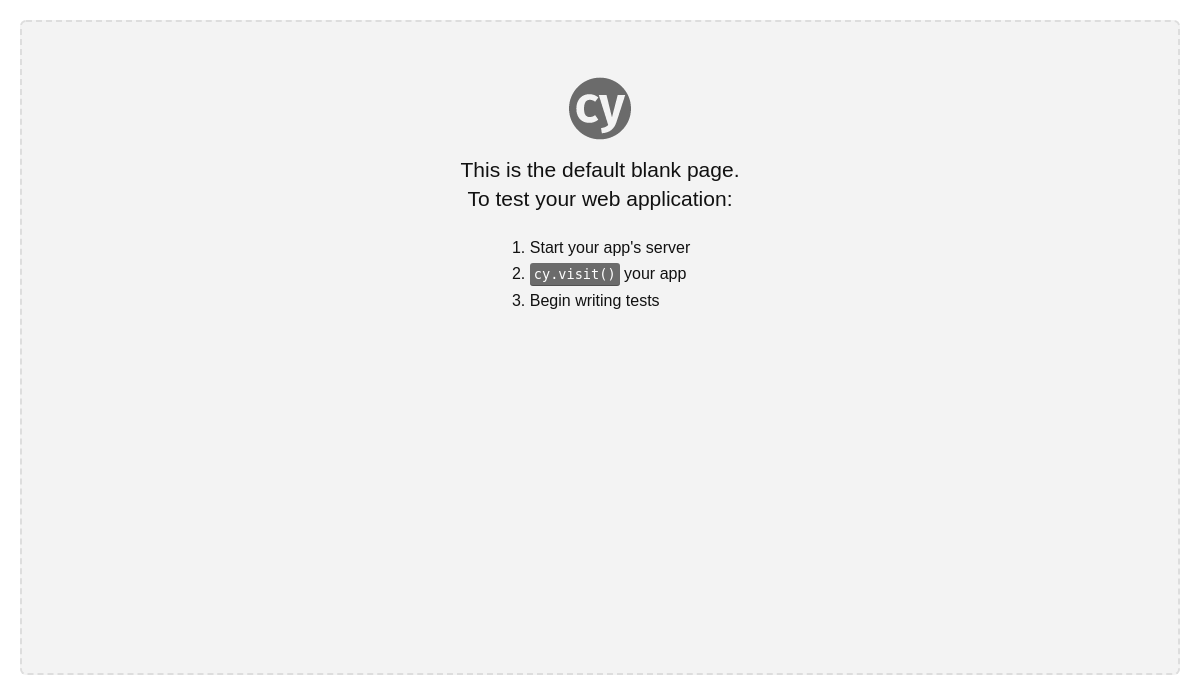 cy
This is the default blank page.
To test your web application:
1. Start your app's server
2. cy.visit() your app
3. Begin writing tests